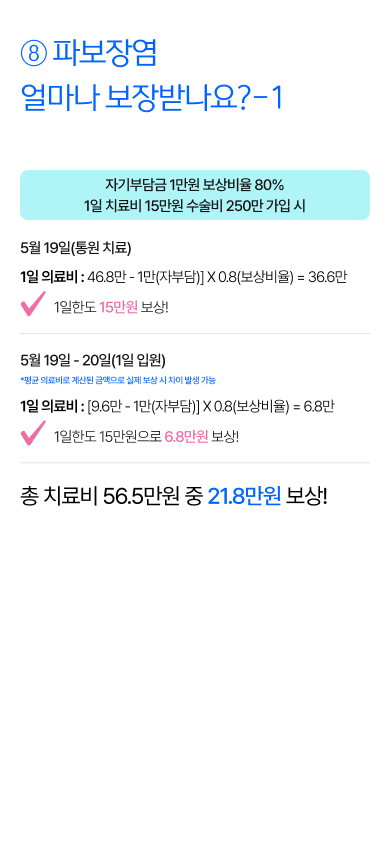 ⑧ 파보장염
얼마나 보장받나요?-1
자기부담금 1만원 보상비율 80%
1일 치료비 15만원 수술비 250만 가입 시
5월 19일(통원 치료)
1일 의료비 : 46.8만 - 1만(자부담)] X 0.8(보상비율) = 36.6만
1일한도 15만원 보상!
5월 19일 - 20일(1일 입원)
*평균 의료비로 계산된 금액으로 실제 보상 시 차이 발생 가능
1일 의료비 : [9.6만 - 1만(자부담)] X 0.8(보상비율) = 6.8만
1일한도 15만원으로 6.8만원 보상!
총 치료비 56.5만원 중 21.8만원 보상!